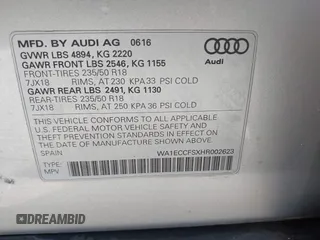 MFD. BY AUDI AG 0616
GVWR LBS 4894, KG 2220
GAWR FRONT LBS 2546, KG 1155
FRONT-TIRES 235/50 R18
7JX18 RIMS, AT 230 KPA 33 PSI COLD
GAWR REAR LBS 2491, KG 1130
REAR-TIRES 235/50 R18
7JX18 RIMS, AT 250 KPA 36 PSI COLD
Audi
THIS VEHICLE CONFORMS TO ALL APPLICABLE
FEDERAL MOTOR VEHICLE SAFETY AND
THEFT PREVENTION STANDARDS IN EFFECT
ON THE DATE OF MANUFACTURE SHOWN ABOVE.
SPAIN
WA1ECCFSXHR002623
TYPE:
MPV
DREAMBID